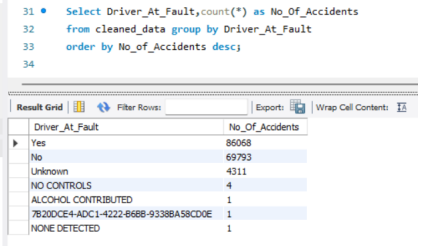 31 Select Driver_At_Fault,count(*) as No_Of_Accidents
32 from cleaned_data group by Driver_At_Fault
33 order by No_of_Accidents desc;
34
Result Grid Filter Rows: Export: Wrap Cell Content: IA
Driver_At_Fault No_Of_Accidents
Yes 86068
No 69793
Unknown 4311
NO CONTROLS 4
ALCOHOL CONTRIBUTED 1
7B20DCE4-ADC1-4222-B6BB-9338BA58CD0E 1
NONE DETECTED 1